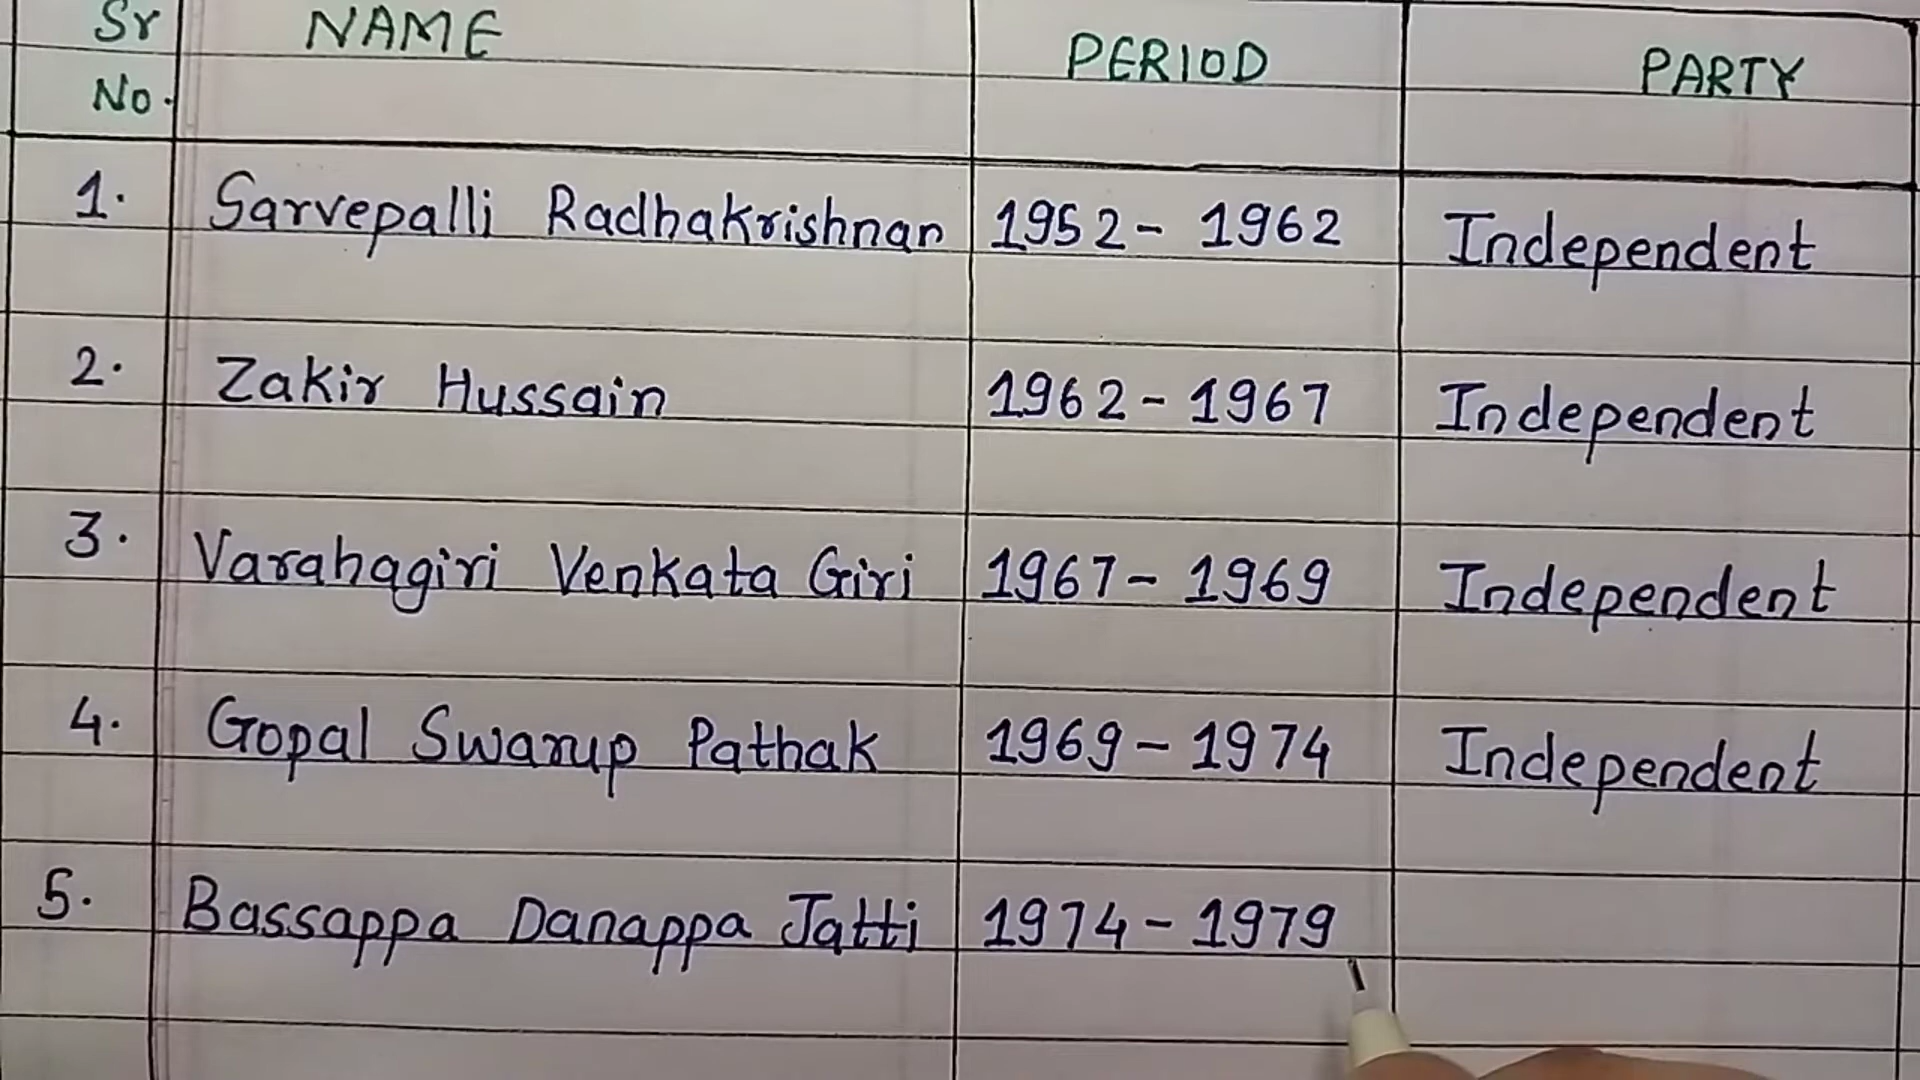 Sr No. NAME PERIOD PARTY
1. Sarvepalli Radhakrishnan 1952 - 1962 Independent
2. Zakir Hussain 1962 - 1967 Independent
3. Varahagiri Venkata Giri 1967 - 1969 Independent
4. Gopal Swarup Pathak 1969 - 1974 Independent
5. Bassappa Danappa Jatti 1974 - 1979